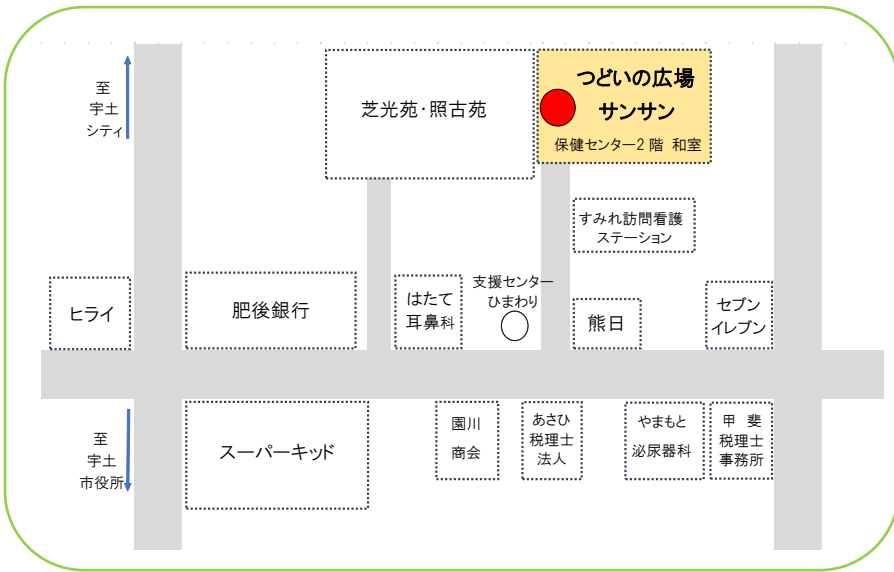 至
宇土
シティ
芝光苑・照古苑
つどいの広場
サンサン
保健センター2階 和室
すみれ訪問看護
ステーション
ヒライ
肥後銀行
はたて
耳鼻科
支援センター
ひまわり
熊日
セブン
イレブン
至
宇土
市役所
スーパーキッド
園川
商会
あさひ
税理士
法人
やまもと
泌尿器科
甲 斐
税理士
事務所